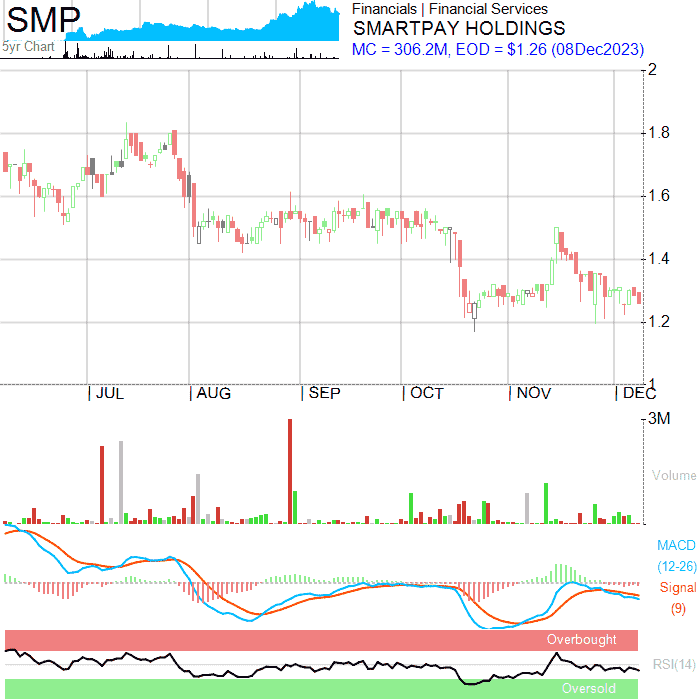 SMP
5yr Chart
Financials | Financial Services
SMARTPAY HOLDINGS
MC = 306.2M, EOD = $1.26 (08Dec2023)
2
1.8
1.6
1.4
1.2
1
JUL AUG SEP OCT NOV DEC
3M
Volume
MACD
(12-26)
Signal
(9)
Overbought
RSI(14)
Oversold